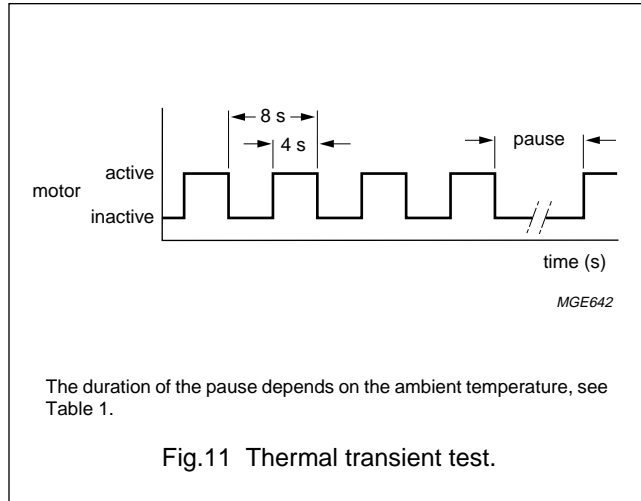 8 s
4 s
pause
active
motor
inactive
time (s)
MGE642
The duration of the pause depends on the ambient temperature, see
Table 1.
Fig.11 Thermal transient test.